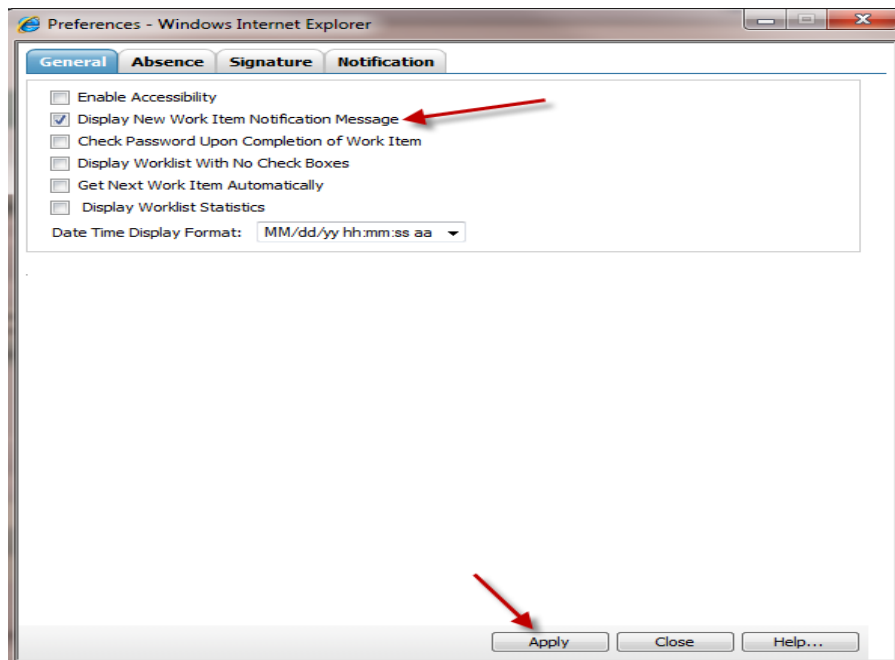 Preferences - Windows Internet Explorer
General Absence Signature Notification
Enable Accessibility
Display New Work Item Notification Message
Check Password Upon Completion of Work Item
Display Worklist With No Check Boxes
Get Next Work Item Automatically
Display Worklist Statistics
Date Time Display Format: MM/dd/yy hh:mm:ss aa
Apply Close Help...